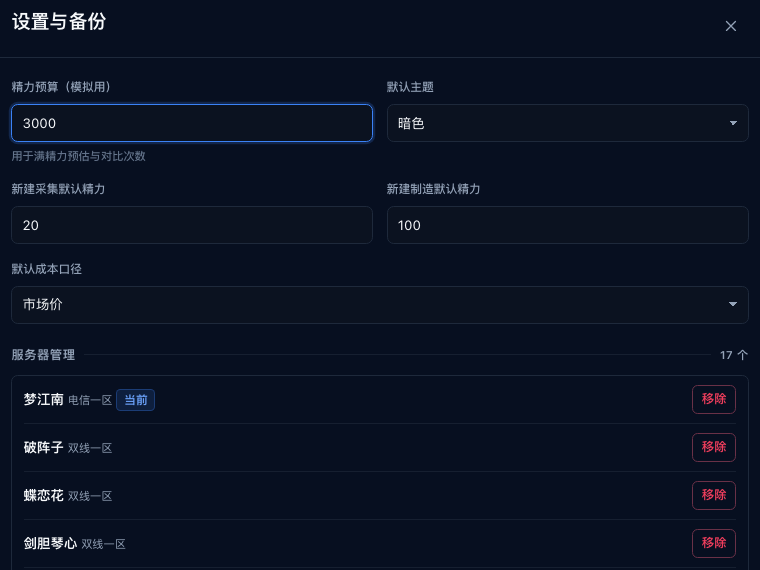 设置与备份
精力预算（模拟用）
3000
用于满精力预估与对比次数
默认主题
暗色
新建采集默认精力
20
新建制造默认精力
100
默认成本口径
市场价
服务器管理 17 个
梦江南 电信一区 当前 移除
破阵子 双线一区 移除
蝶恋花 双线一区 移除
剑胆琴心 双线一区 移除